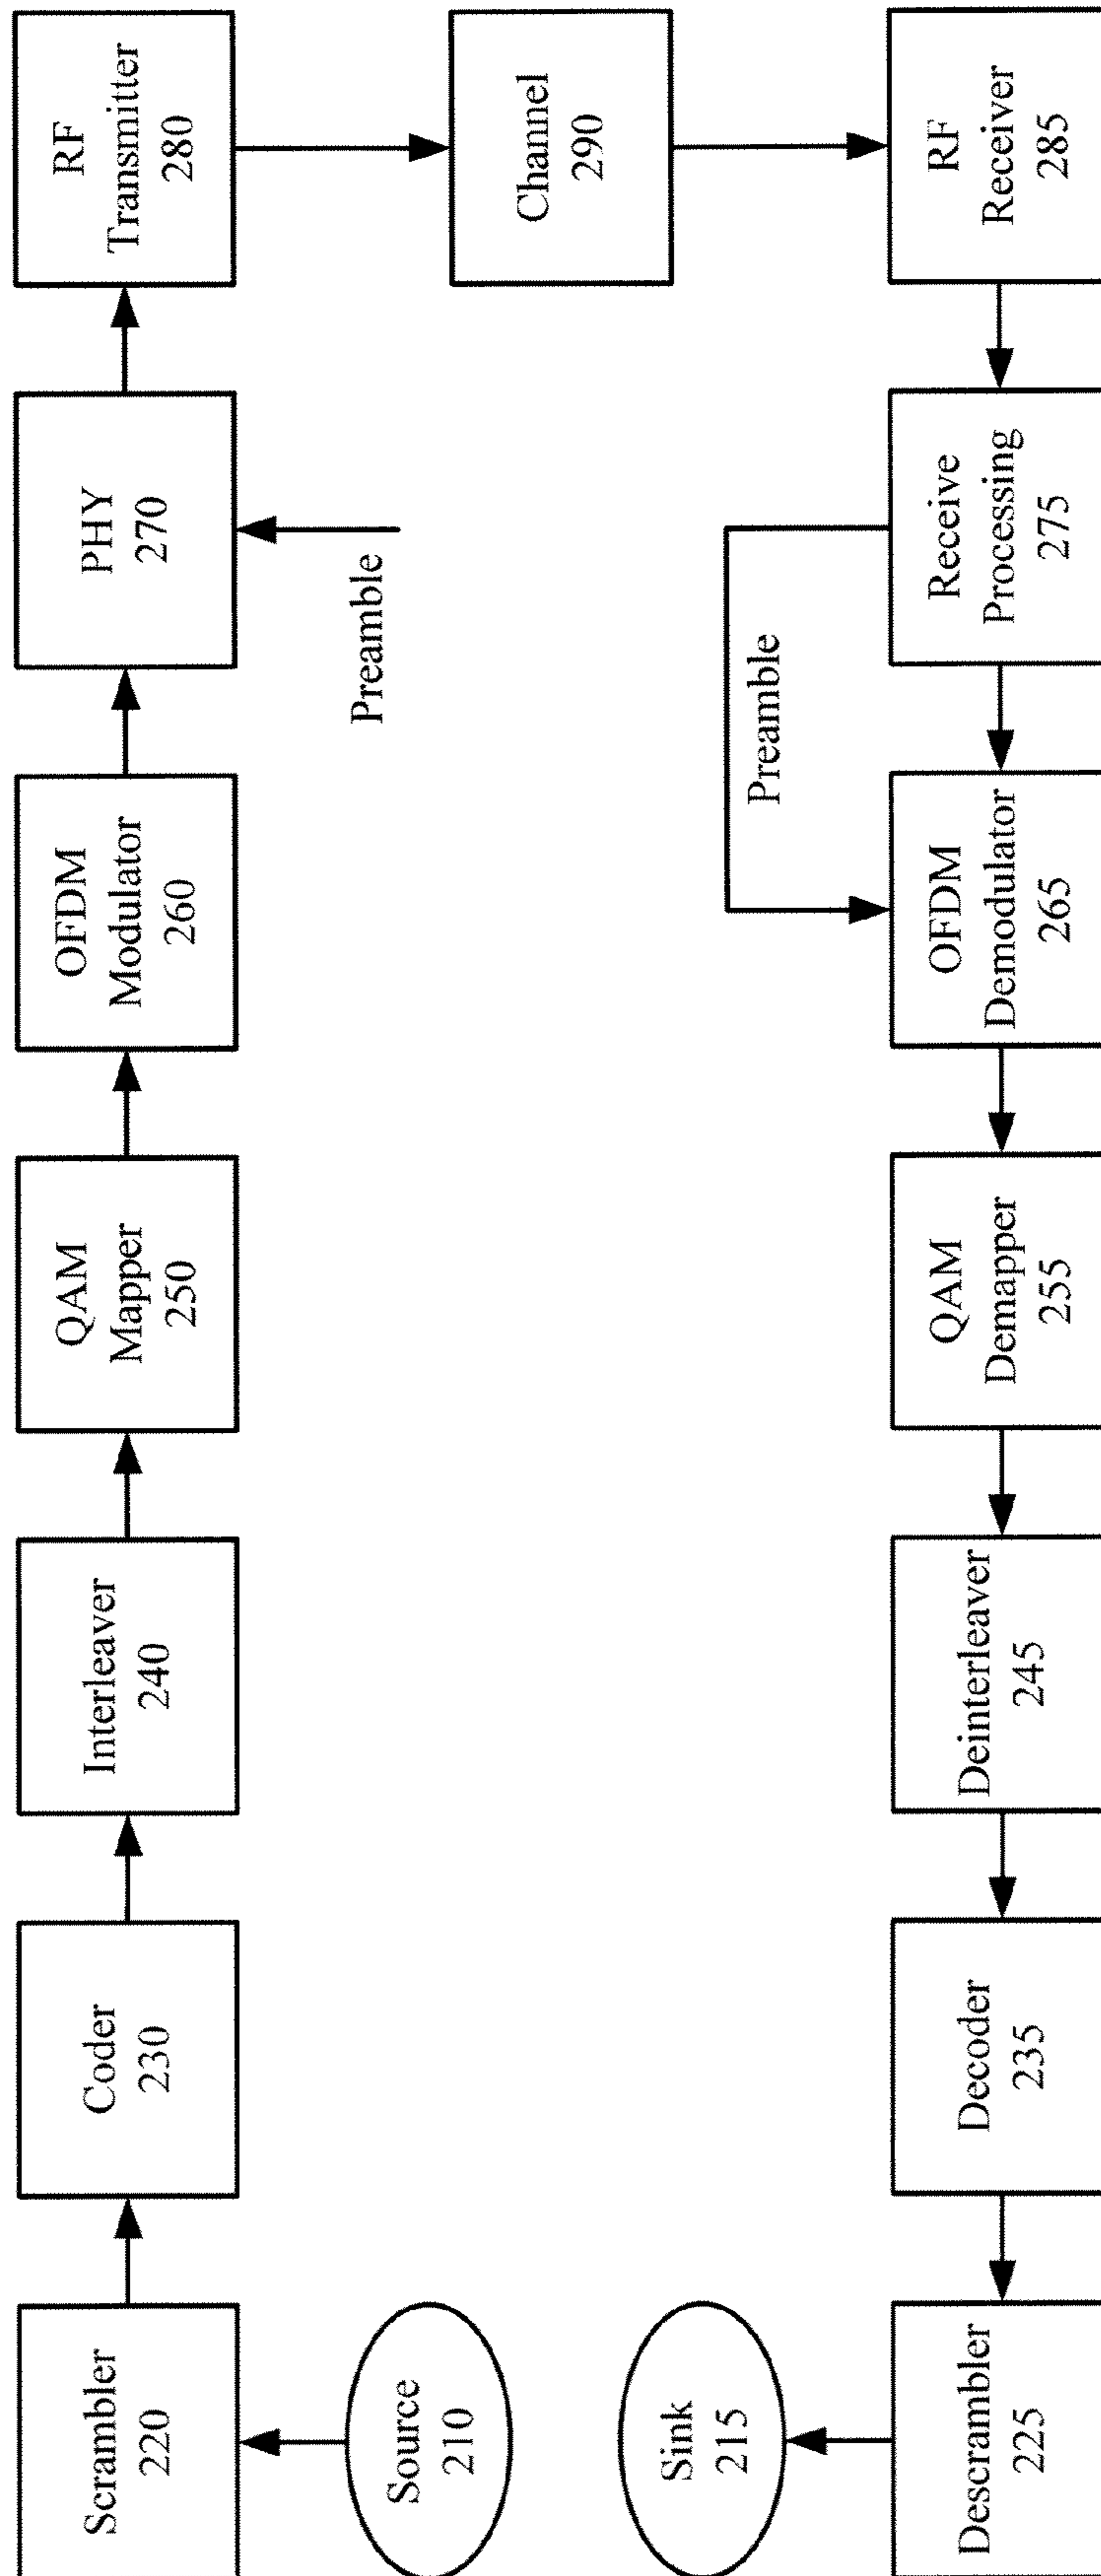 Scrambler
220
Coder
230
Interleaver
240
QAM
Mapper
250
OFDM
Modulator
260
PHY
270
RF
Transmitter
280
Source
210
Preamble
Channel
290
Sink
215
Preamble
Descrambler
225
Decoder
235
Deinterleaver
245
QAM
Demapper
255
OFDM
Demodulator
265
Receive
Processing
275
RF
Receiver
285